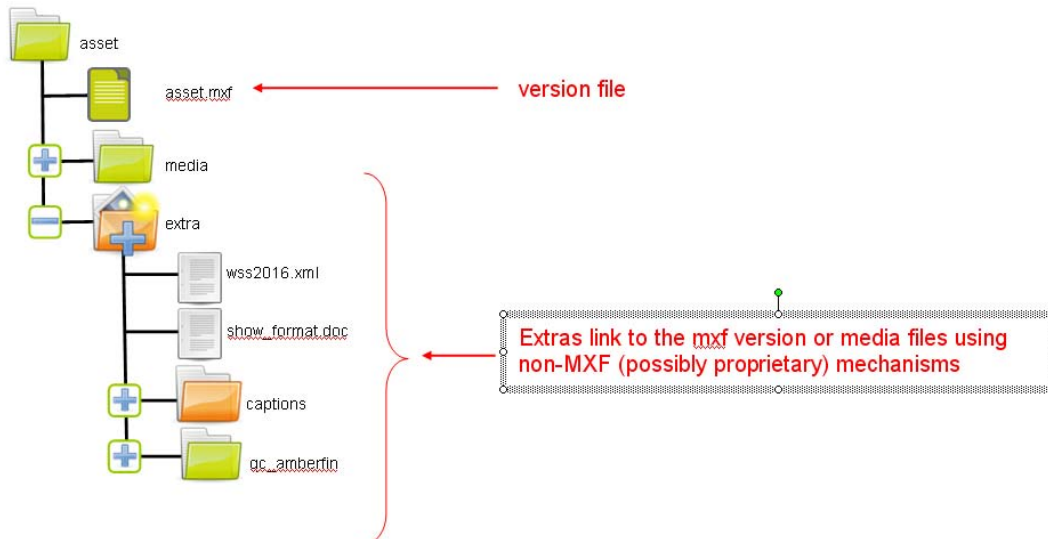 asset
asset.mxf
version file
media
extra
wss2016.xml
show_format.doc
Extras link to the mxf version or media files using
non-MXF (possibly proprietary) mechanisms
captions
qc_amberfin